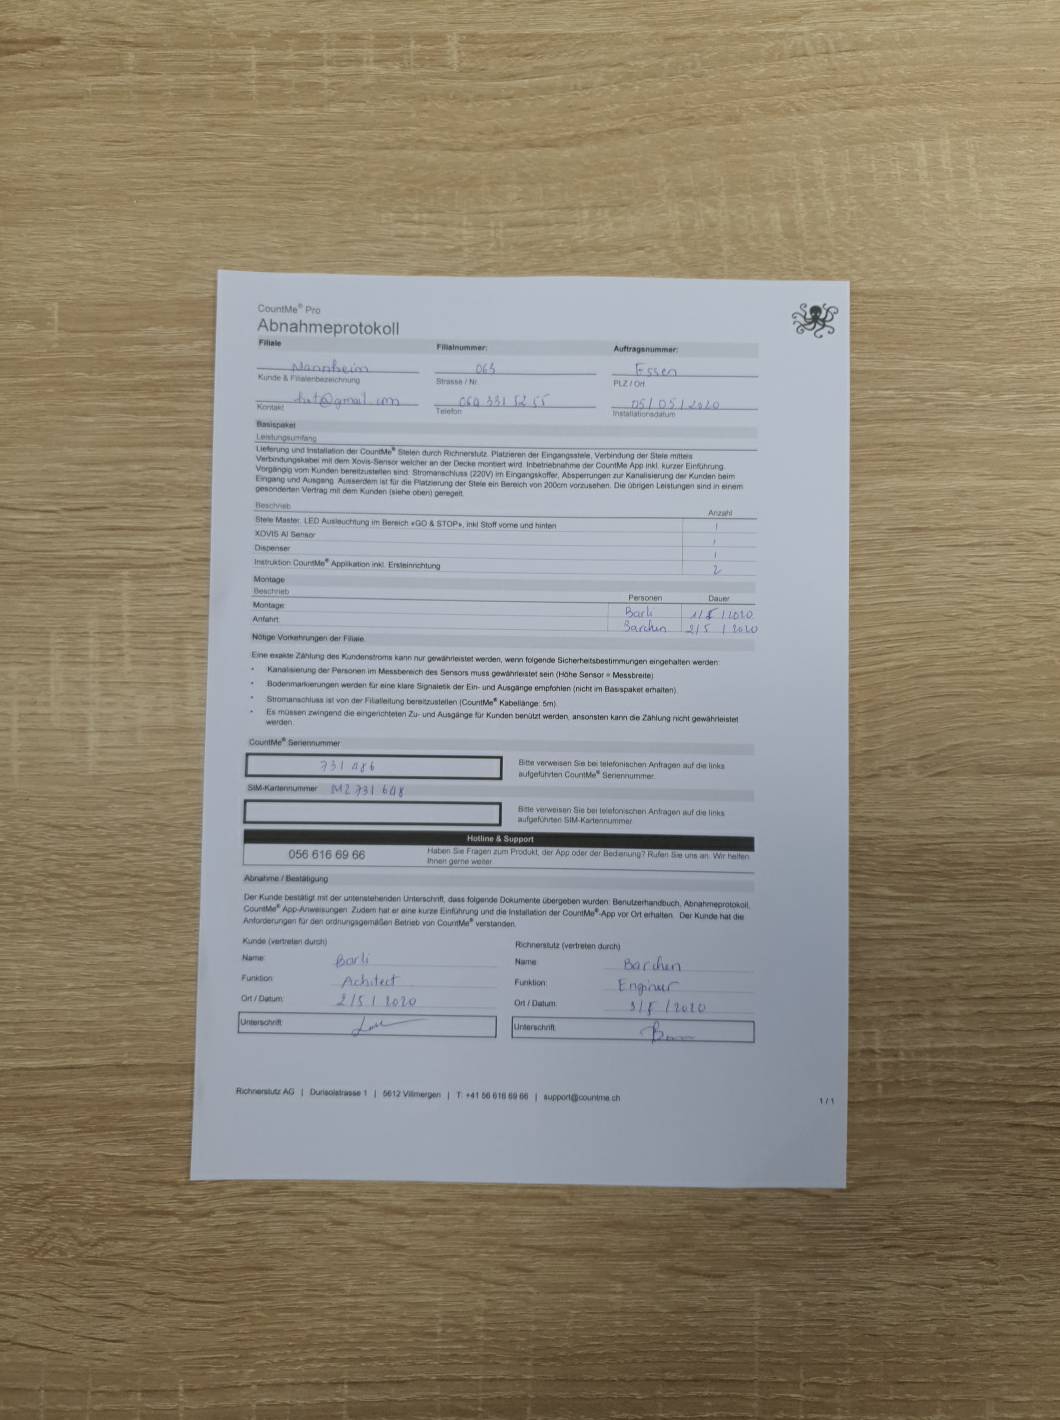 CountMe® Pro
Abnahmeprotokoll
Filiale Filialnummer: Auftragsnummer:
Mannheim 063 Essen
Kunde & Filialenbezeichnung Strasse / Nr. PLZ / Ort
@gmail.com 060 331 52 55 05/05/2020
Kontakt Telefon Installationsdatum
Basispaket
Leistungsumfang
Lieferung und Installation der CountMe® Stelen durch Richnerstutz. Platzieren der Eingangsstele, Verbindung der Stele mittels
Verbindungskabel mit dem Xovis-Sensor welcher an der Decke montiert wird. Inbetriebnahme der CountMe App inkl. kurzer Einführung.
Vorgängig vom Kunden bereitzustellen sind: Stromanschluss (220V) im Eingangskoffer, Absperrungen zur Kanalisierung der Kunden beim
Eingang und Ausgang. Ausserdem ist für die Platzierung der Stele ein Bereich von 200cm vorzusehen. Die übrigen Leistungen sind in einem
gesonderten Vertrag mit dem Kunden (siehe oben) geregelt.
Beschrieb Anzahl
Stele Master, LED Ausleuchtung im Bereich «GO & STOP», inkl Stoff vorne und hinten 1
XOVIS AI Sensor 1
Dispenser 1
Instruktion CountMe® Applikation inkl. Ersteinrichtung 2
Montage
Beschrieb Personen Dauer
Montage: Barli 1/5/2020
Anfahrt: Barchen 2/5/2020
Nötige Vorkehrungen der Filiale
Eine exakte Zählung des Kundenstroms kann nur gewährleistet werden, wenn folgende Sicherheitsbestimmungen eingehalten werden:
• Kanalisierung der Personen im Messbereich des Sensors muss gewährleistet sein (Höhe Sensor = Messbreite)
• Bodenmarkierungen werden für eine klare Signaletik der Ein- und Ausgänge empfohlen (nicht im Basispaket erhalten).
• Stromanschluss ist von der Filialleitung bereitzustellen (CountMe® Kabellänge: 5m)
• Es müssen zwingend die eingerichteten Zu- und Ausgänge für Kunden benützt werden, ansonsten kann die Zählung nicht gewährleistet
werden.
CountMe® Seriennummer
731 486
Bitte verweisen Sie bei telefonischen Anfragen auf die links
aufgeführten CountMe® Seriennummer.
SIM-Kartennummer M2 731 648
Bitte verweisen Sie bei telefonischen Anfragen auf die links
aufgeführten SIM-Kartennummer
Hotline & Support
056 616 69 66
Haben Sie Fragen zum Produkt, der App oder der Bedienung? Rufen Sie uns an. Wir helfen
Ihnen gerne weiter.
Abnahme / Bestätigung
Der Kunde bestätigt mit der untenstehenden Unterschrift, dass folgende Dokumente übergeben wurden: Benutzerhandbuch, Abnahmeprotokoll,
CountMe® App-Anweisungen. Zudem hat er eine kurze Einführung und die Installation der CountMe®-App vor Ort erhalten. Der Kunde hat die
Anforderungen für den ordnungsgemäßen Betrieb von CountMe® verstanden.
Kunde (vertreten durch) Richnerstutz (vertreten durch)
Name: Barli Name: Barchen
Funktion: Achitect Funktion: Enginur
Ort / Datum: 2/5/2020 Ort / Datum: 3/5/2020
Unterschrift: Unterschrift:
Richnerstutz AG | Durisolstrasse 1 | 5612 Villmergen | T: +41 56 616 69 66 | support@countme.ch
1 / 1